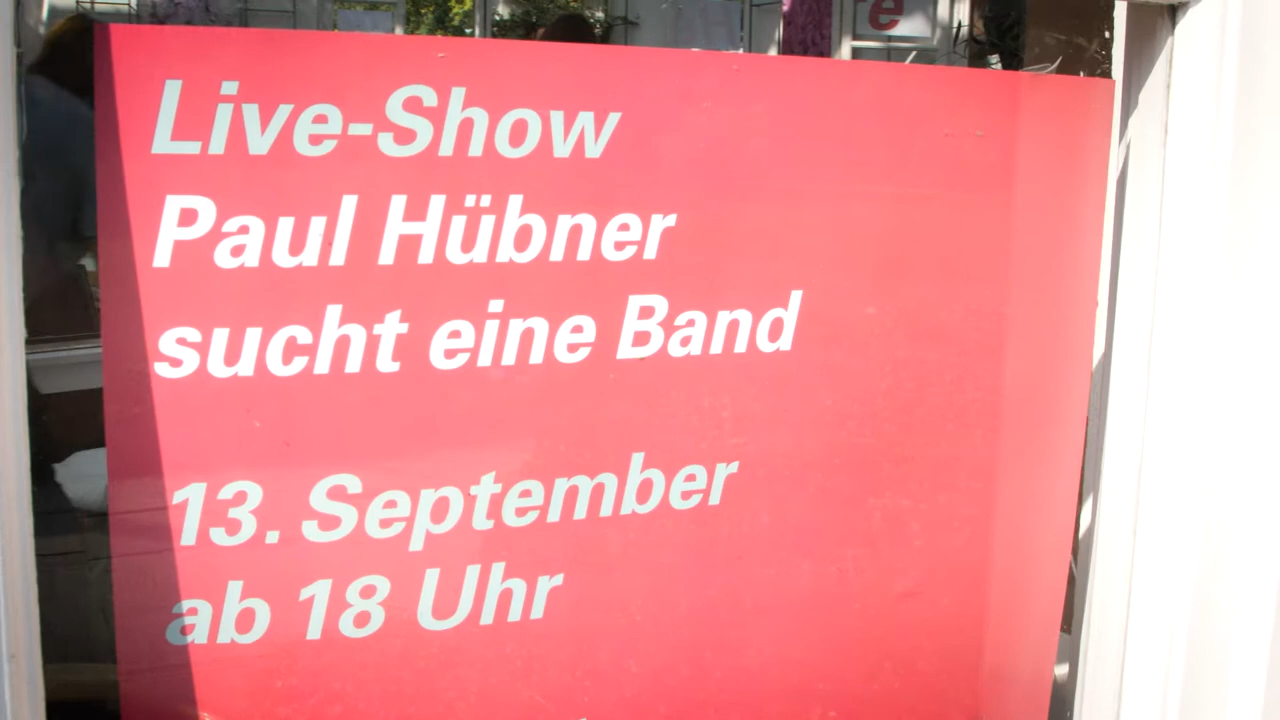 Live-Show
Paul Hübner
sucht eine Band
13. September
ab 18 Uhr